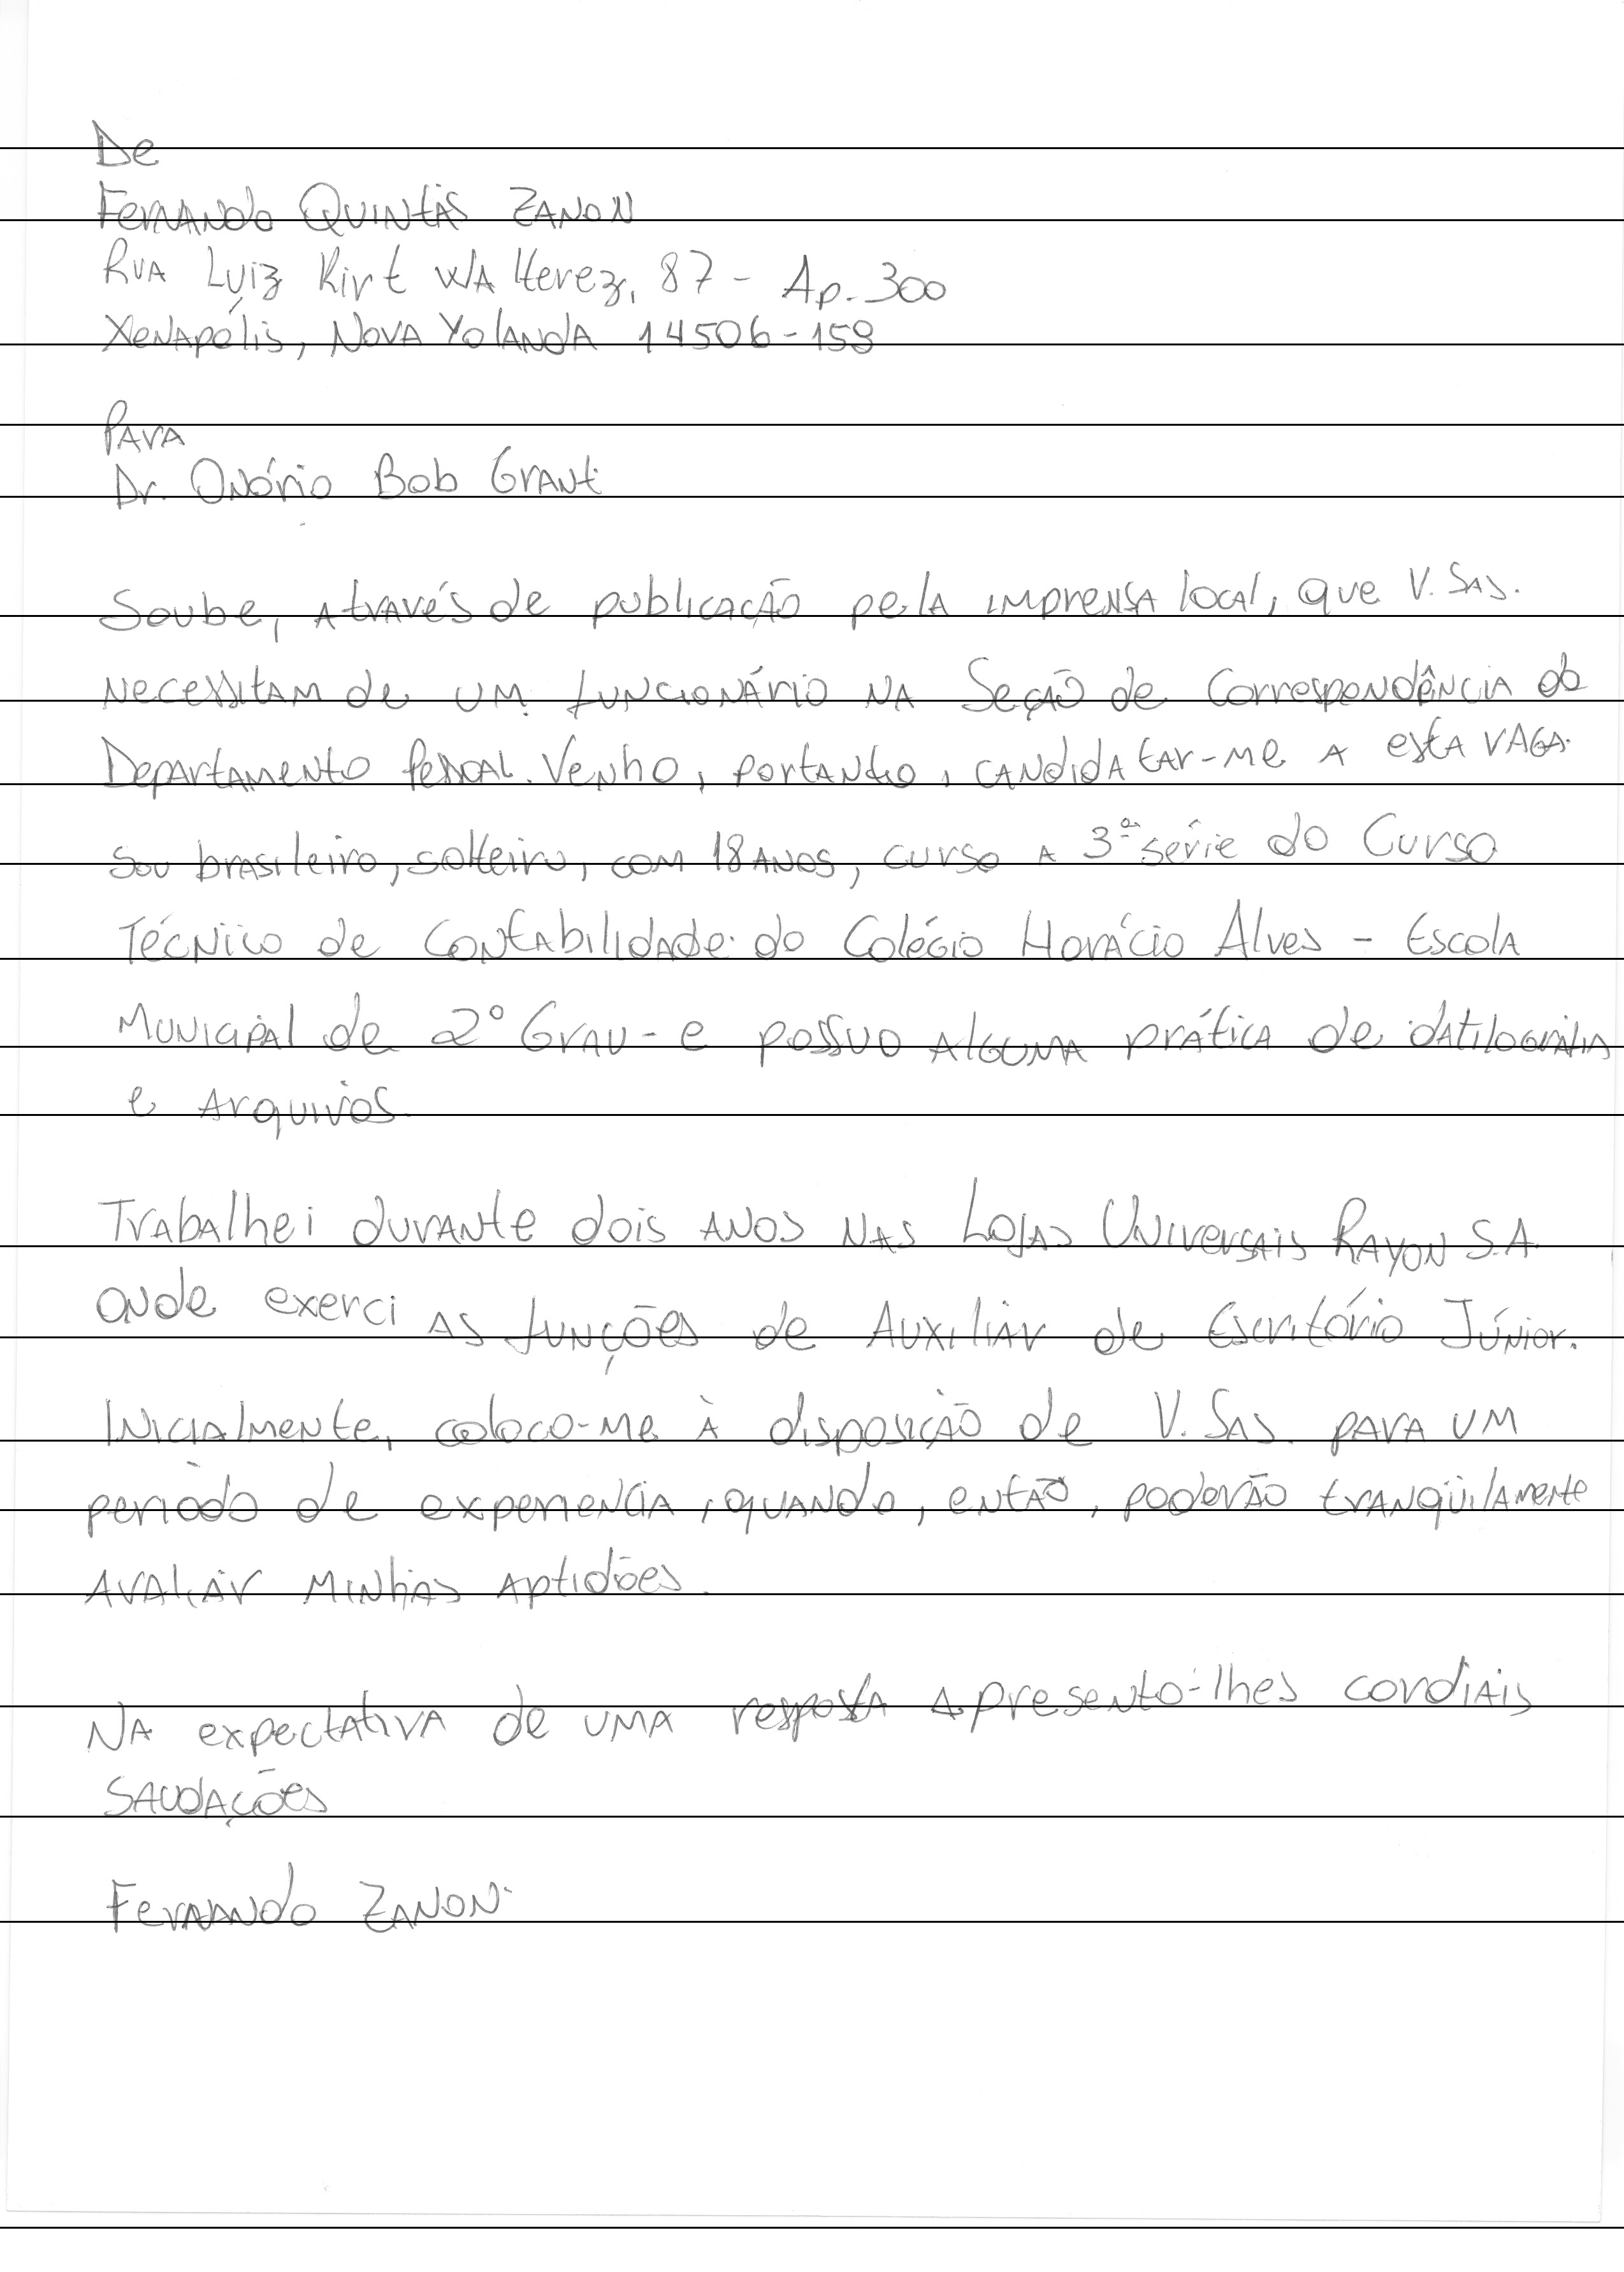 De
Fernando Quintas Zanon
Rua Luiz Kirt Walterez, 87 - Ap. 300
Xenapólis, Nova Yolanda 14506-159
Para
Dr. Onório Bob Grant
Soube, através de publicação pela imprensa local, que V. Sas.
necessitam de um funcionário na Seção de Correspondência do
Departamento Pessoal. Venho, portanto, candidatar-me a esta vaga.
Sou brasileiro, solteiro, com 18 anos, curso a 3ª série do Curso
Técnico de Contabilidade do Colégio Horácio Alves - Escola
Municipal de 2º Grau - e possuo alguma prática de datilografia
e arquivos.
Trabalhei durante dois anos nas Lojas Universais Rayon S.A.
onde exerci as funções de Auxiliar de Escritório Júnior.
Inicialmente, coloco-me à disposição de V. Sas. para um
período de experiencia, quando, então, poderão tranqüilamente
avaliar minhas aptidões.
Na expectativa de uma resposta apresento-lhes cordiais
saudações
Fernando Zanon